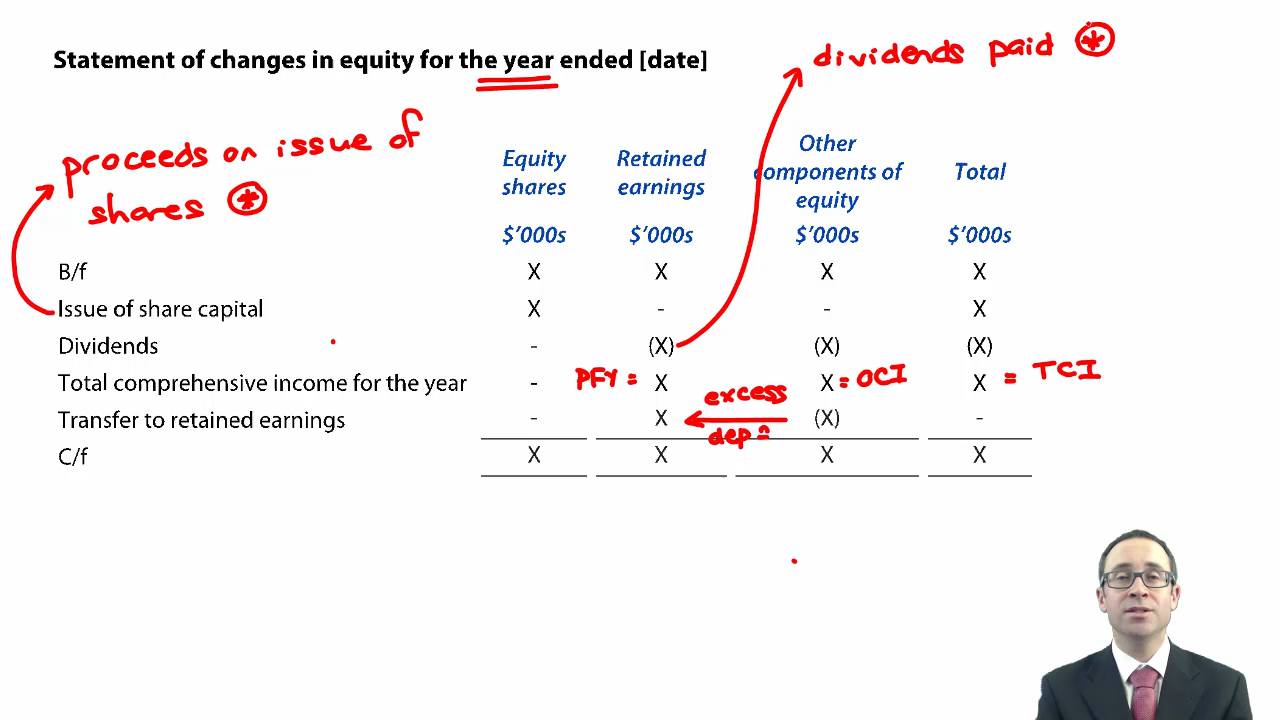 Statement of changes in equity for the year ended [date]
dividends paid *
proceeds on issue of
shares *
Equity shares Retained earnings Other components of equity Total
$'000s $'000s $'000s $'000s
B/f X X X X
Issue of share capital X - - X
Dividends - (X) (X) (X)
Total comprehensive income for the year - PFY = X X = OCI X = TCI
excess
Transfer to retained earnings - X (X) -
depn
C/f X X X X